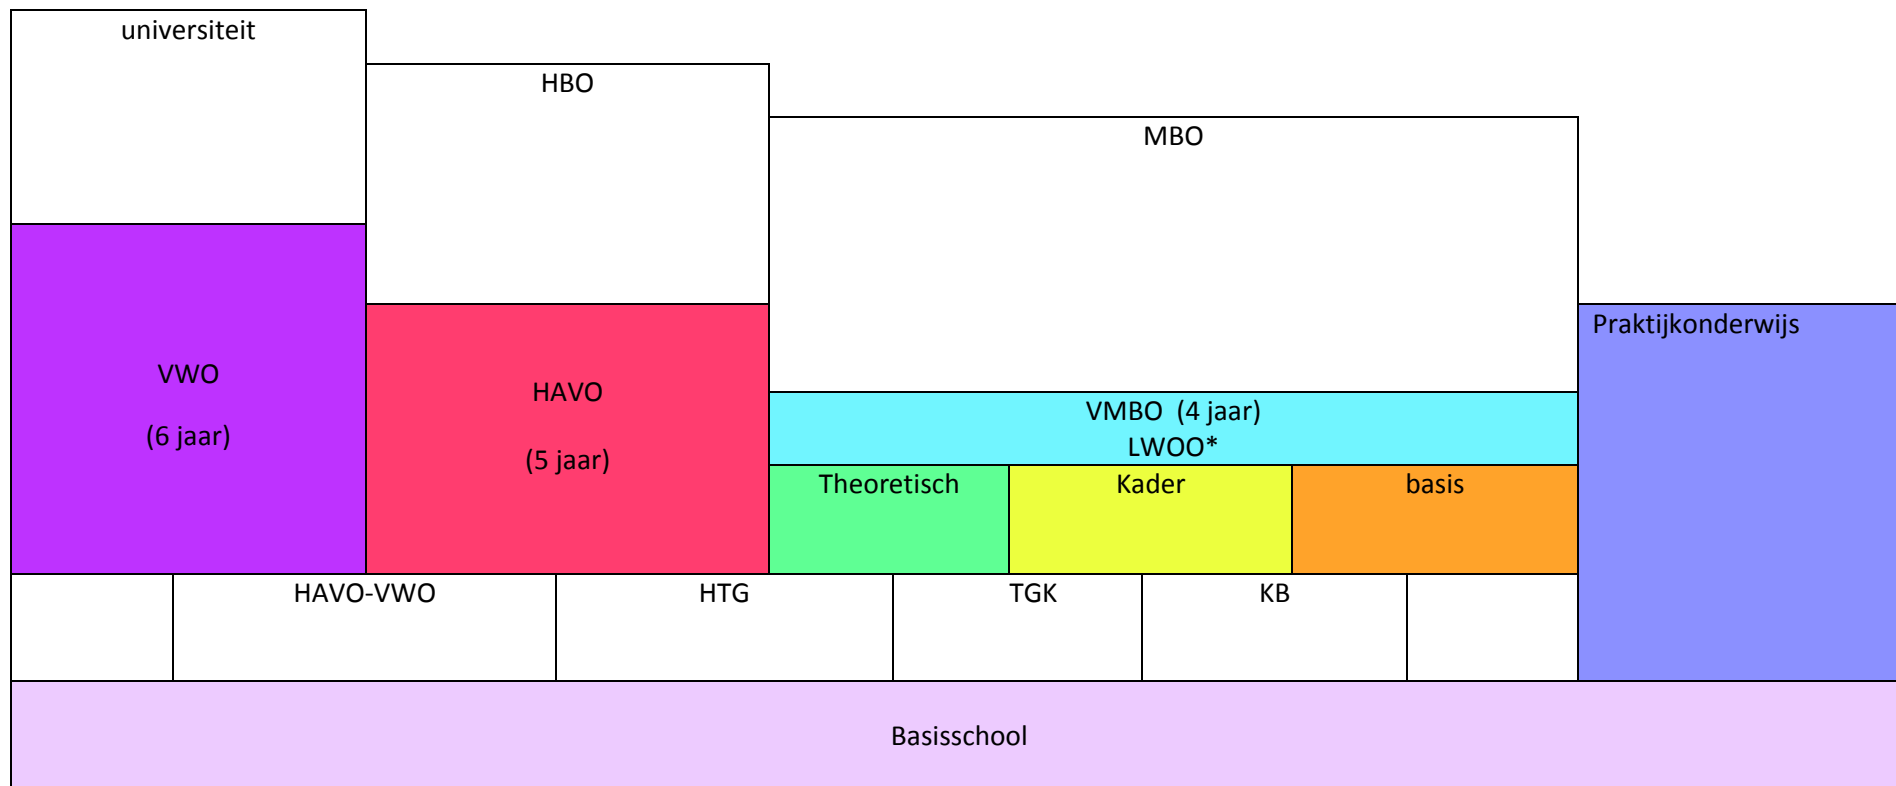 universiteit
HBO
MBO
Praktijkonderwijs
VWO
(6 jaar)
HAVO
(5 jaar)
VMBO (4 jaar)
LWOO*
Theoretisch
Kader
basis
HAVO-VWO
HTG
TGK
KB
Basisschool